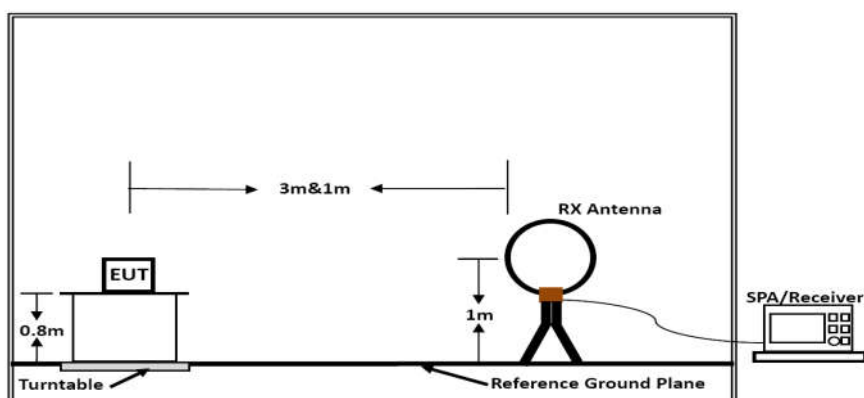 3m&1m
RX Antenna
EUT
SPA/Receiver
0.8m
1m
Turntable
Reference Ground Plane